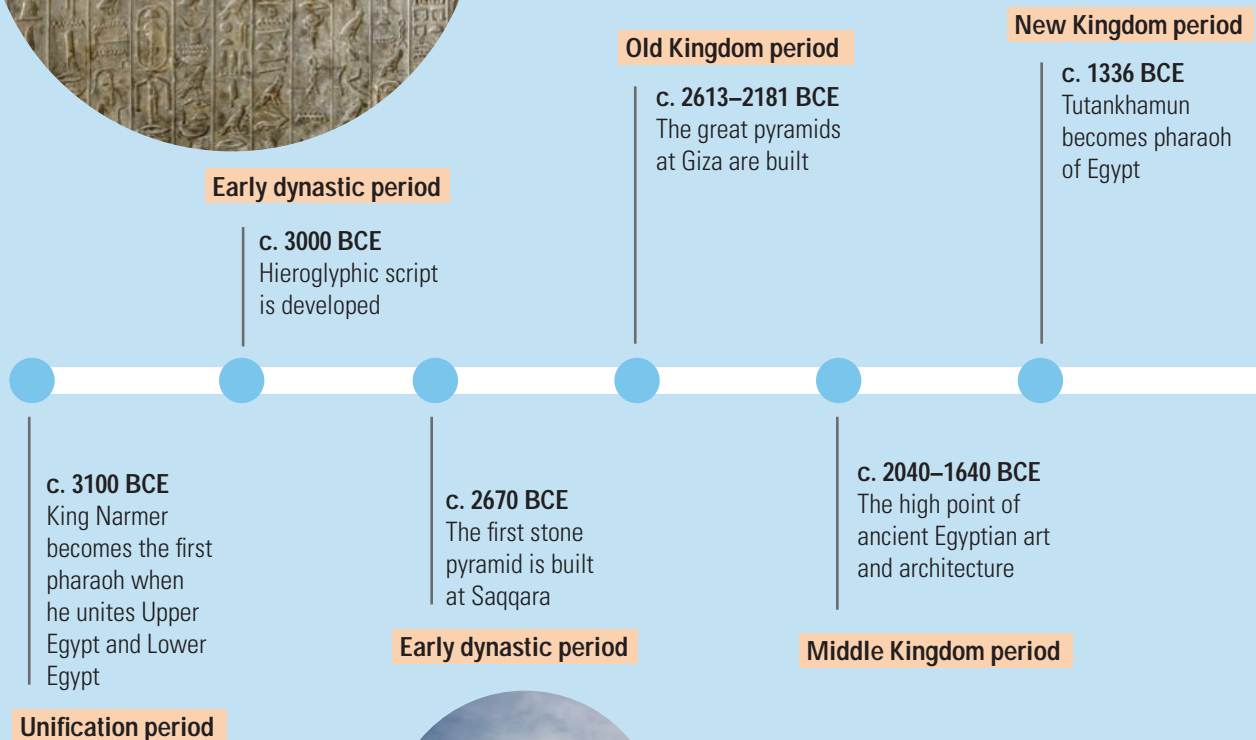 Early dynastic period
c. 3000 BCE
Hieroglyphic script
is developed
Old Kingdom period
c. 2613–2181 BCE
The great pyramids
at Giza are built
New Kingdom period
c. 1336 BCE
Tutankhamun
becomes pharaoh
of Egypt
c. 3100 BCE
King Narmer
becomes the first
pharaoh when
he unites Upper
Egypt and Lower
Egypt
Unification period
c. 2670 BCE
The first stone
pyramid is built
at Saqqara
Early dynastic period
c. 2040–1640 BCE
The high point of
ancient Egyptian art
and architecture
Middle Kingdom period